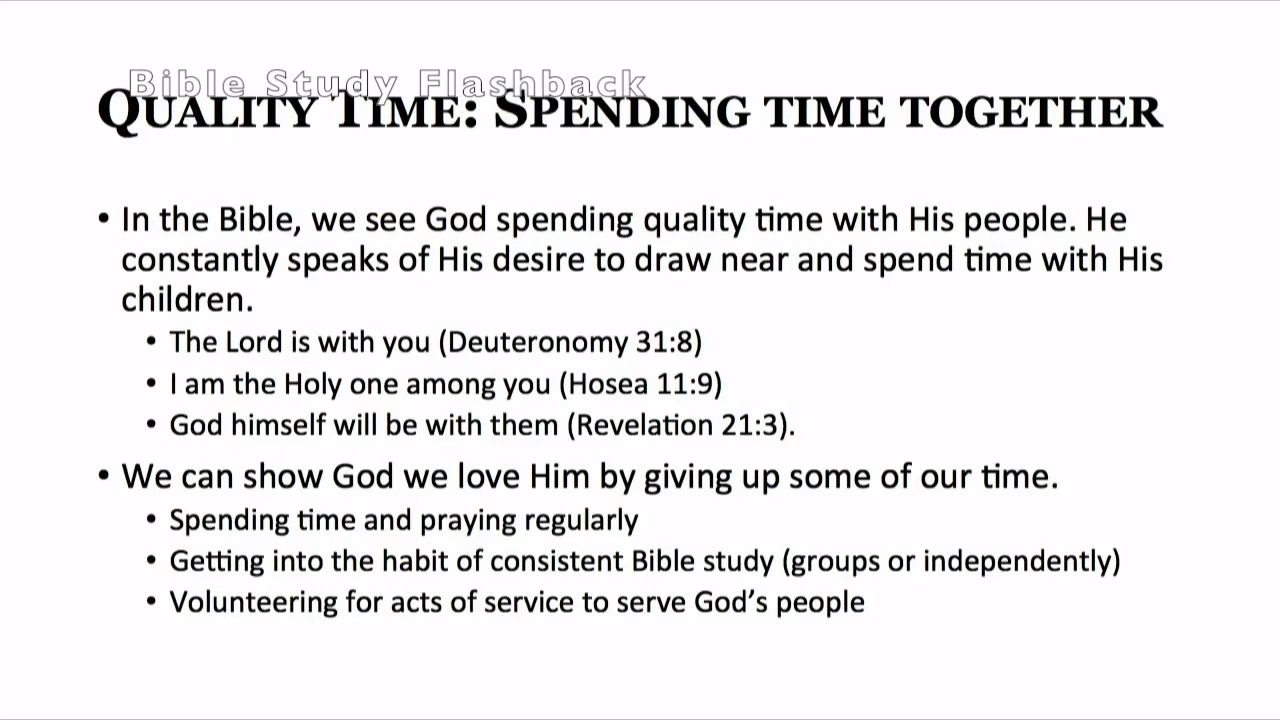 Bible Study Flashback
QUALITY TIME: SPENDING TIME TOGETHER
• In the Bible, we see God spending quality time with His people. He
constantly speaks of His desire to draw near and spend time with His
children.
• The Lord is with you (Deuteronomy 31:8)
• I am the Holy one among you (Hosea 11:9)
• God himself will be with them (Revelation 21:3).
• We can show God we love Him by giving up some of our time.
• Spending time and praying regularly
• Getting into the habit of consistent Bible study (groups or independently)
• Volunteering for acts of service to serve God’s people